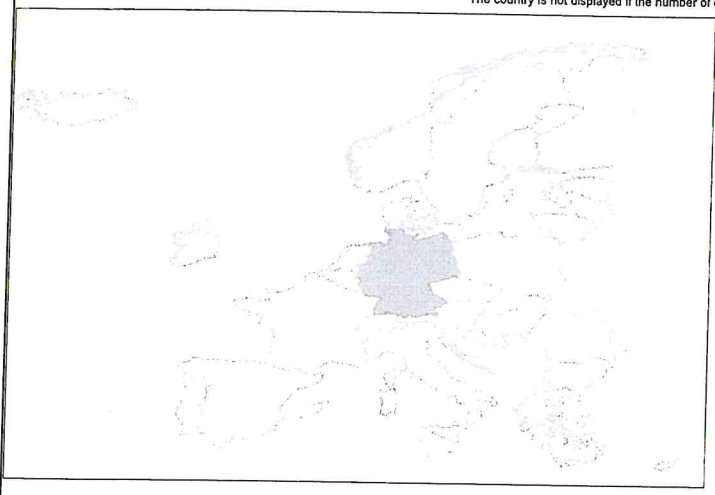 The country is not displayed if the number of